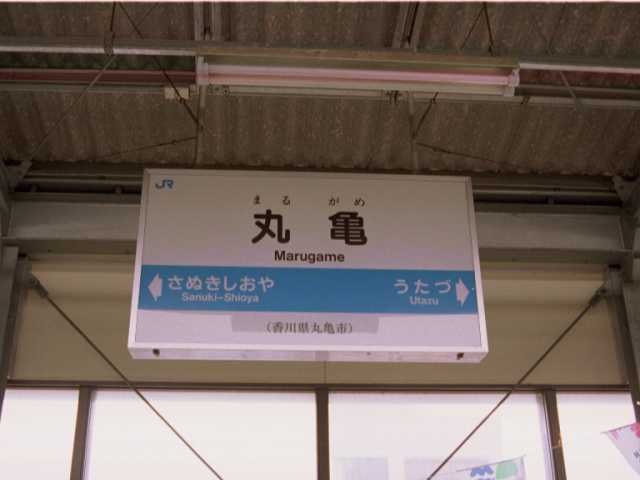 JR
まるがめ
丸亀
Marugame
さぬきしおや うたづ
Sanuki-Shioya Utazu
(香川県丸亀市)